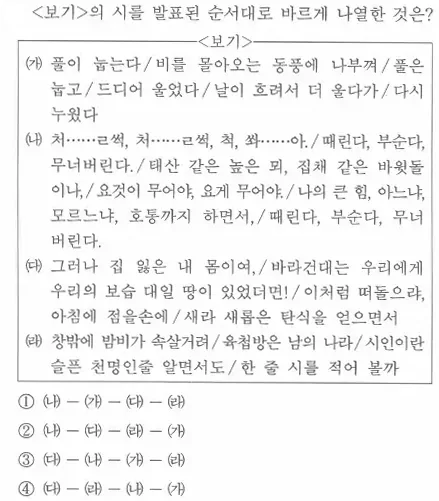 <보기>의 시를 발표된 순서대로 바르게 나열한 것은?
<보기>
㈎ 풀이 눕는다/비를 몰아오는 동풍에 나부껴/풀은
눕고/드디어 울었다/날이 흐려서 더 울다가/다시
누웠다
㈏ 처……ㄹ썩, 처……ㄹ썩, 척, 쏴……아./때린다, 부순다,
무너버린다./태산 같은 높은 뫼, 집채 같은 바윗돌
이나,/요것이 무어야, 요게 무어야./나의 큰 힘, 아느냐,
모르느냐, 호통까지 하면서,/때린다, 부순다, 무너
버린다.
㈐ 그러나 집 잃은 내 몸이여,/바라건대는 우리에게
우리의 보습 대일 땅이 있었더면!/이처럼 떠돌으랴,
아침에 점을손에/새라 새롭은 탄식을 얻으면서
㈑ 창밖에 밤비가 속살거려/육첩방은 남의 나라/시인이란
슬픈 천명인줄 알면서도/한 줄 시를 적어 볼까
① ㈏ - ㈎ - ㈐ - ㈑
② ㈏ - ㈐ - ㈑ - ㈎
③ ㈐ - ㈏ - ㈎ - ㈑
④ ㈐ - ㈑ - ㈏ - ㈎